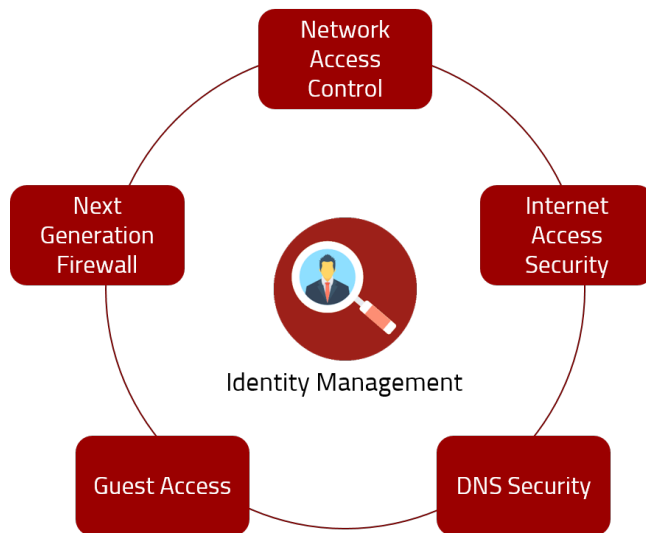 Network
Access
Control
Next
Generation
Firewall
Internet
Access
Security
Identity Management
Guest Access
DNS Security